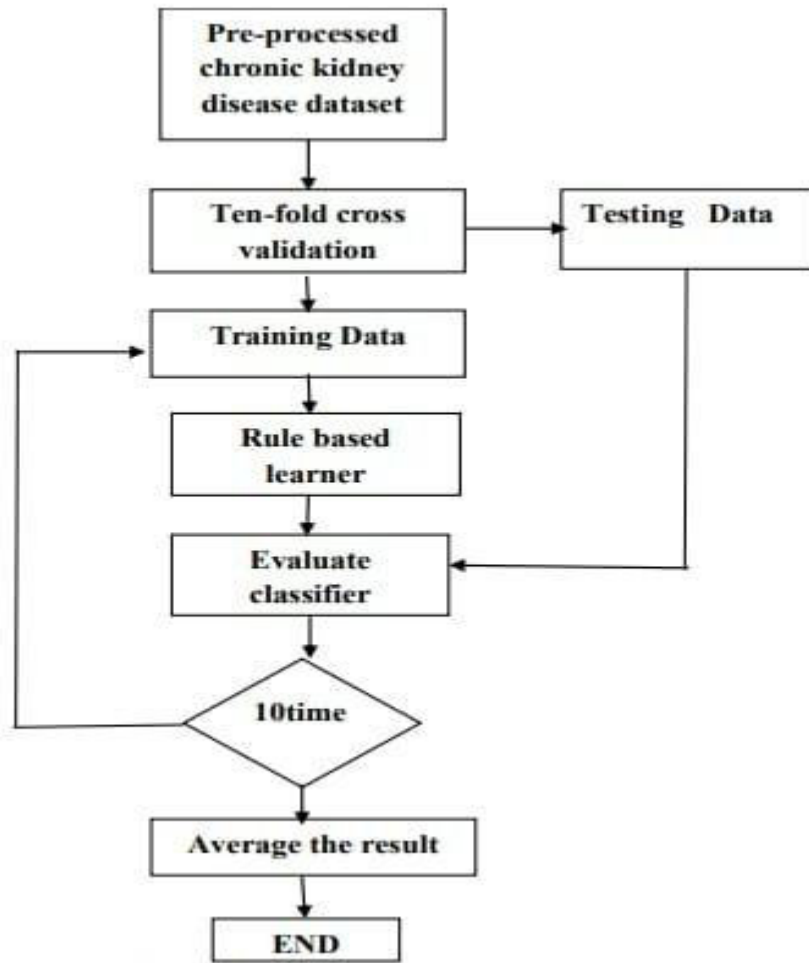 Pre-processed
chronic kidney
disease dataset
Ten-fold cross
validation
Testing Data
Training Data
Rule based
learner
Evaluate
classifier
10time
Average the result
END